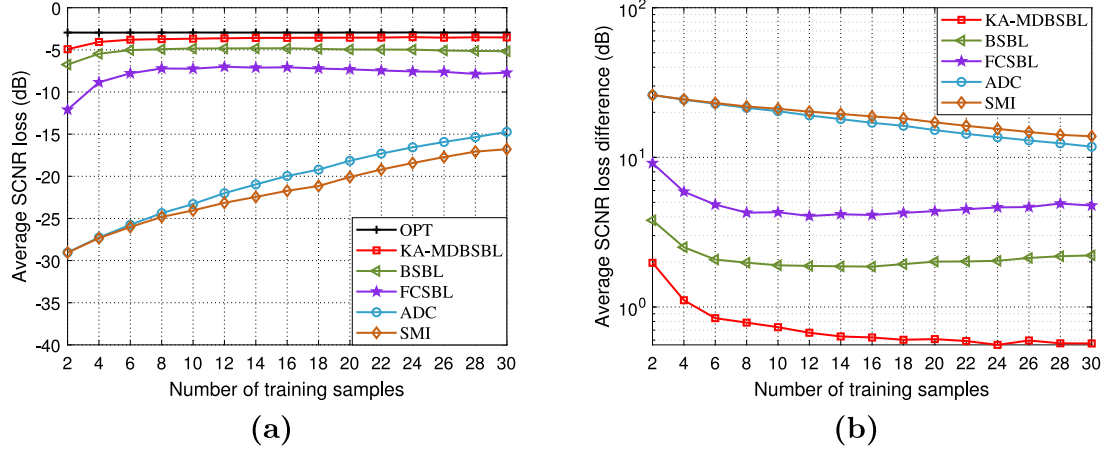 0
-5
-10
-15
-20
-25
-30
-35
-40
Average SCNR loss (dB)
OPT
KA-MDBSBL
BSBL
FCSBL
ADC
SMI
2 4 6 8 10 12 14 16 18 20 22 24 26 28 30
Number of training samples
(a)
10^2
10^1
10^0
Average SCNR loss difference (dB)
KA-MDBSBL
BSBL
FCSBL
ADC
SMI
2 4 6 8 10 12 14 16 18 20 22 24 26 28 30
Number of training samples
(b)